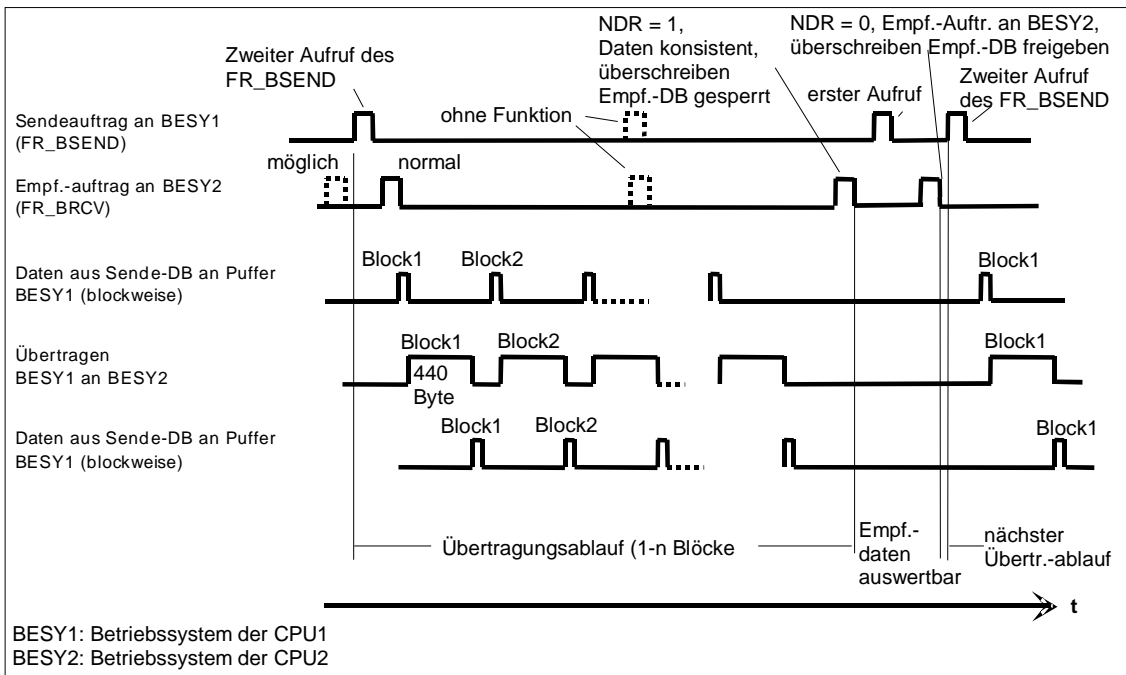 Zweiter Aufruf des
FR_BSEND
NDR = 1,
Daten konsistent,
überschreiben
Empf.-DB gesperrt
NDR = 0, Empf.-Auftr. an BESY2,
überschreiben Empf.-DB freigeben
Sendeauftrag an BESY1
(FR_BSEND)
ohne Funktion
erster Aufruf
Zweiter Aufruf
des FR_BSEND
möglich
normal
Empf.-auftrag an BESY2
(FR_BRCV)
Daten aus Sende-DB an Puffer
BESY1 (blockweise)
Block1
Block2
Block1
Übertragen
BESY1 an BESY2
Block1
Block2
Block1
440
Byte
Daten aus Sende-DB an Puffer
BESY1 (blockweise)
Block1
Block2
Block1
Übertragungsablauf (1-n Blöcke
Empf.-
daten
auswertbar
nächster
Übertr.-ablauf
t
BESY1: Betriebssystem der CPU1
BESY2: Betriebssystem der CPU2